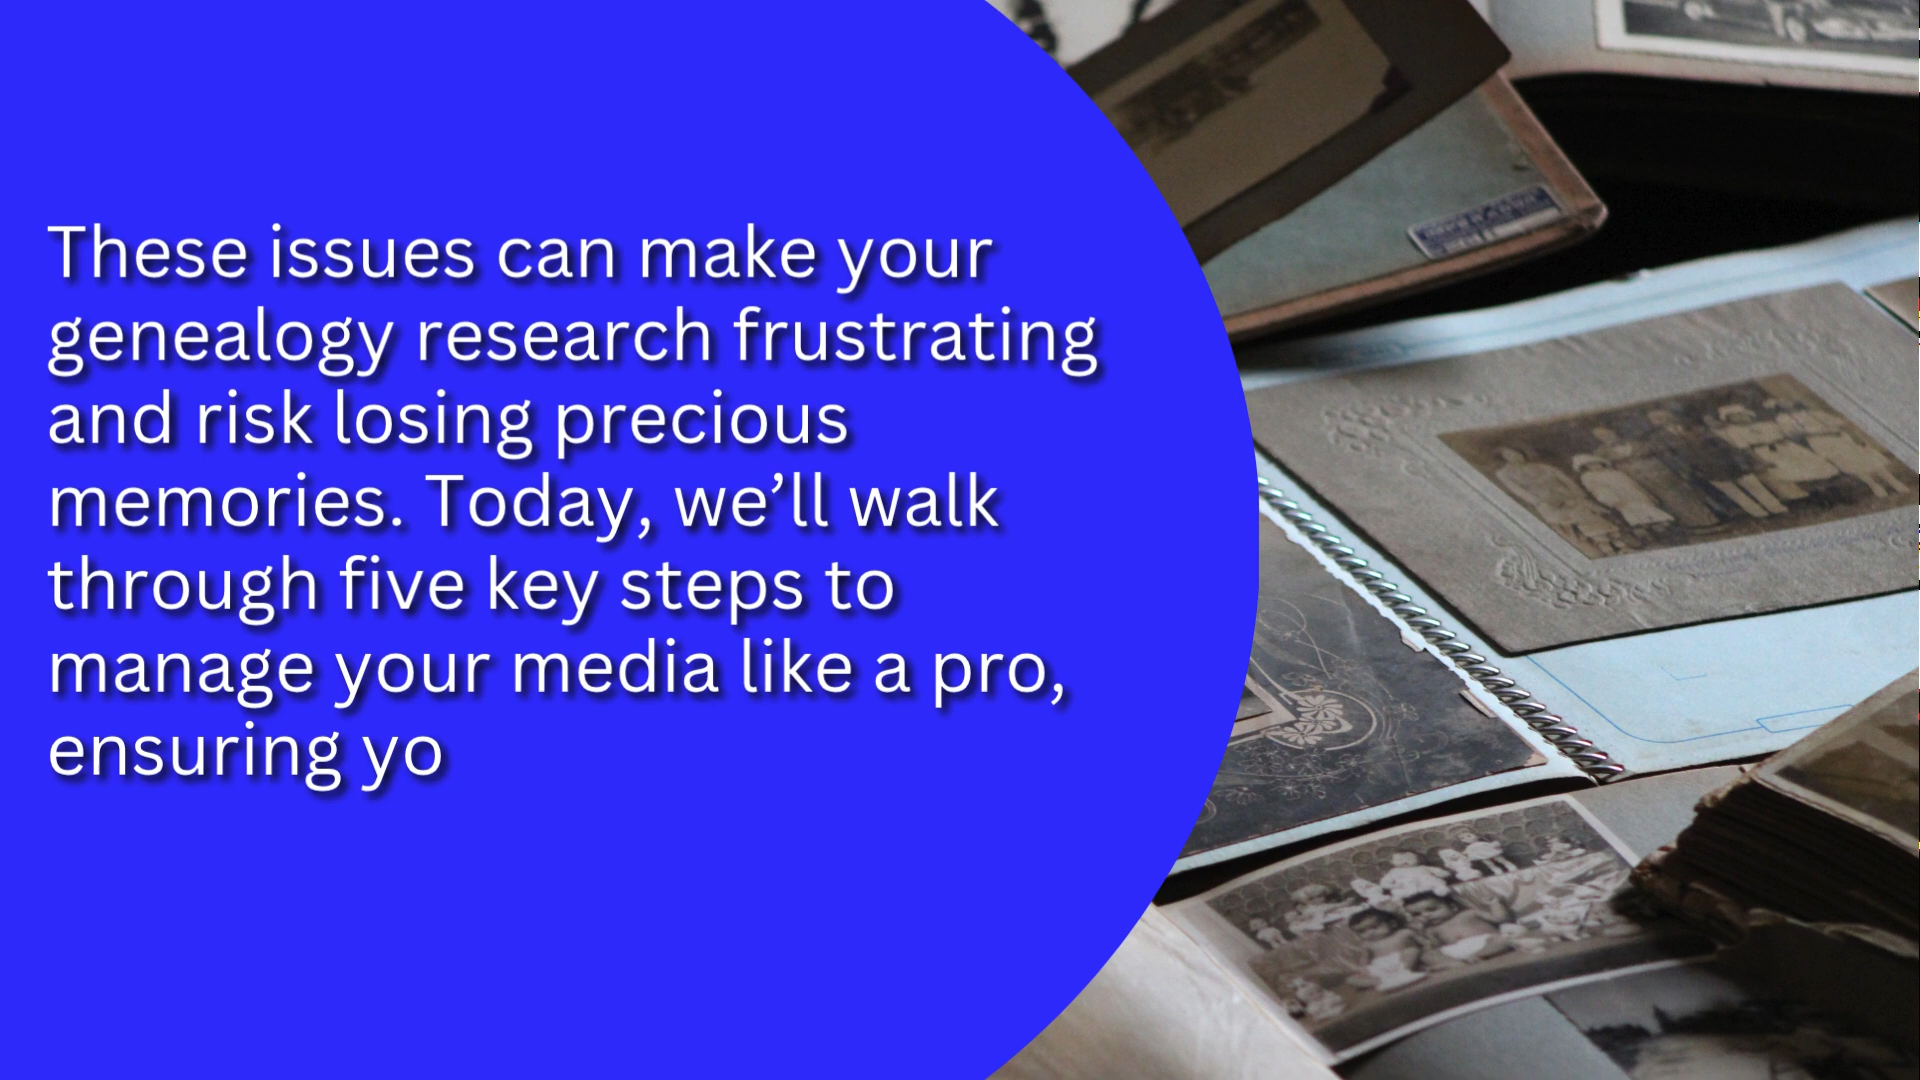 These issues can make your
genealogy research frustrating
and risk losing precious
memories. Today, we’ll walk
through five key steps to
manage your media like a pro,
ensuring yo